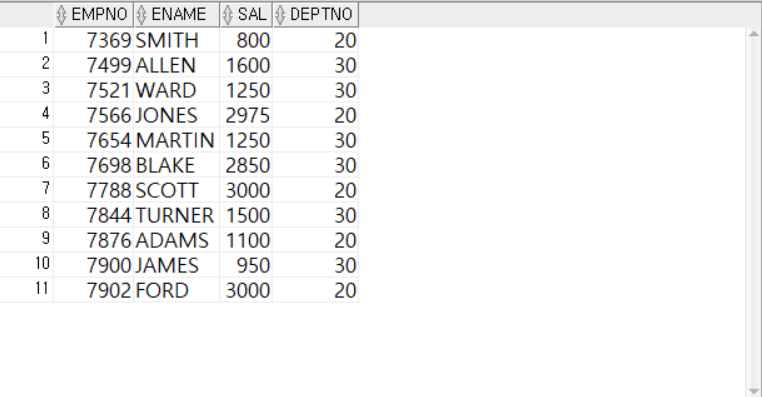 EMPNO ENAME SAL DEPTNO
1 7369 SMITH 800 20
2 7499 ALLEN 1600 30
3 7521 WARD 1250 30
4 7566 JONES 2975 20
5 7654 MARTIN 1250 30
6 7698 BLAKE 2850 30
7 7788 SCOTT 3000 20
8 7844 TURNER 1500 30
9 7876 ADAMS 1100 20
10 7900 JAMES 950 30
11 7902 FORD 3000 20